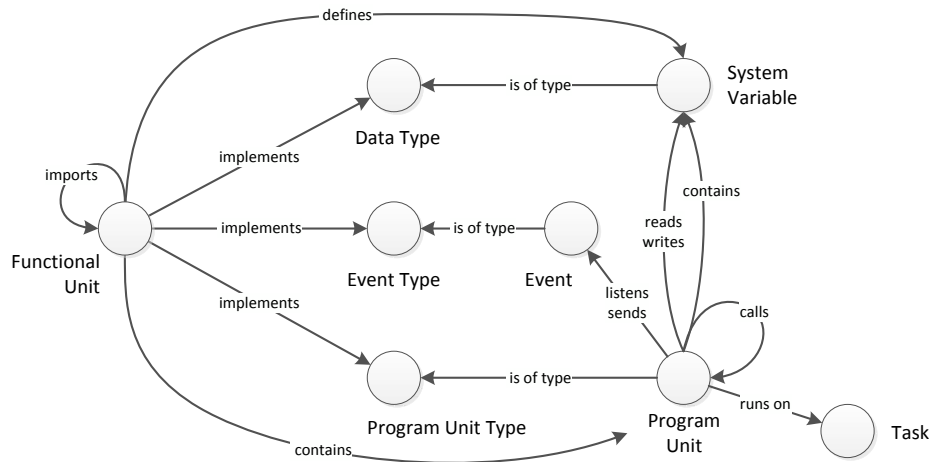 defines
is of type
System
Variable
Data Type
implements
imports
contains
reads
writes
implements
is of type
Functional
Unit
Event Type
Event
listens
sends
implements
calls
is of type
runs on
Program Unit Type
Program
Unit
Task
contains